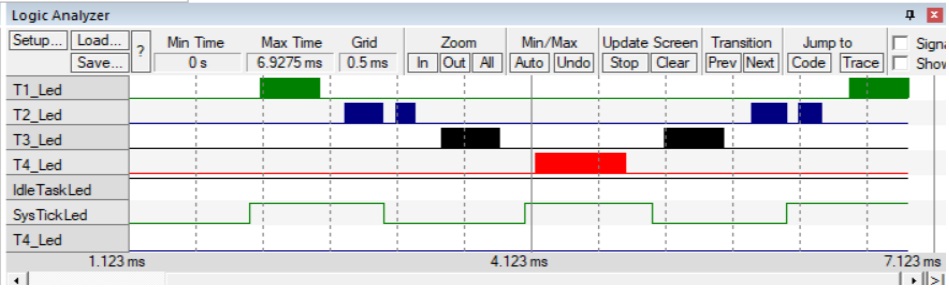 Logic Analyzer
Setup... Load... ? Min Time Max Time Grid Zoom Min/Max Update Screen Transition Jump to Signa
Save... 0 s 6.9275 ms 0.5 ms In Out All Auto Undo Stop Clear Prev Next Code Trace Show
T1_Led
T2_Led
T3_Led
T4_Led
IdleTaskLed
SysTickLed
T4_Led
1.123 ms 4.123 ms 7.123 ms